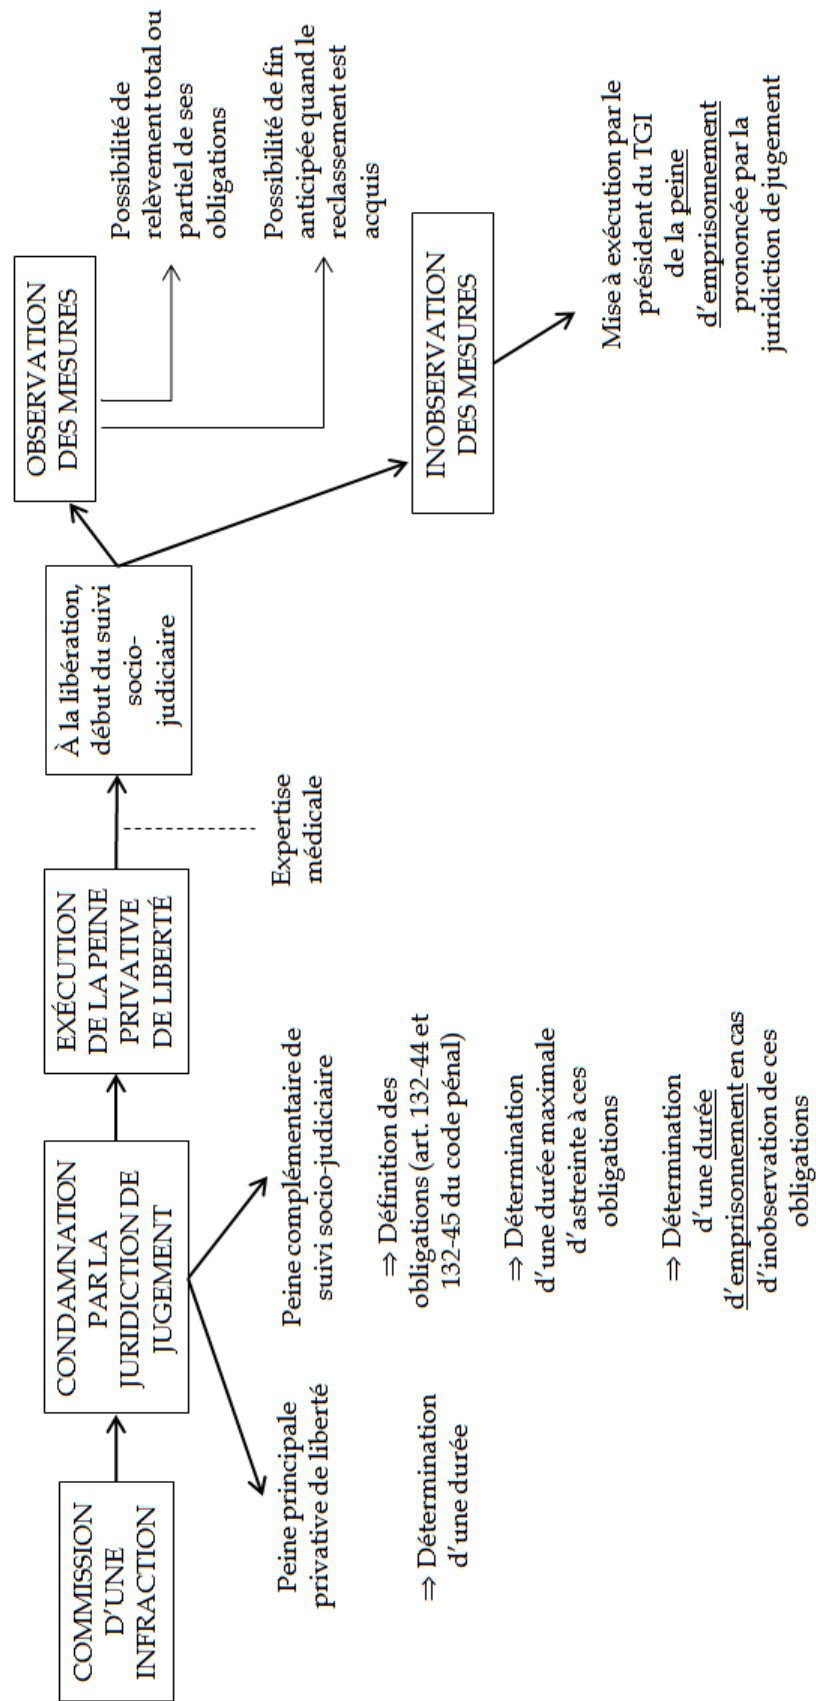 COMMISSION
D'UNE
INFRACTION
CONDAMNATION
PAR LA
JURIDICTION DE
JUGEMENT
Peine principale
privative de liberté
⇒ Détermination
d'une durée
Peine complémentaire de
suivi socio-judiciaire
⇒ Définition des
obligations (art. 132-44 et
132-45 du code pénal)
⇒ Détermination
d'une durée maximale
d'astreinte à ces
obligations
⇒ Détermination
d'une durée
d'emprisonnement en cas
d'inobservation de ces
obligations
EXÉCUTION
DE LA PEINE
PRIVATIVE
DE LIBERTÉ
Expertise
médicale
À la libération,
début du suivi
socio-
judiciaire
OBSERVATION
DES MESURES
Possibilité de
relèvement total ou
partiel de ses
obligations
Possibilité de fin
anticipée quand le
reclassement est
acquis
INOBSERVATION
DES MESURES
Mise à exécution par le
président du TGI
de la peine
d'emprisonnement
prononcée par la
juridiction de jugement